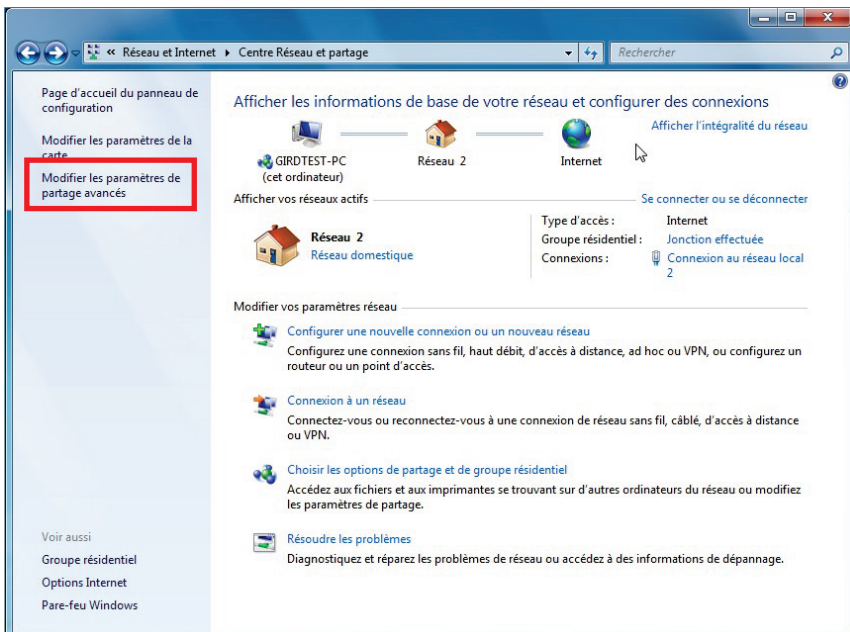 « Réseau et Internet ▸ Centre Réseau et partage
Rechercher
Page d'accueil du panneau de
configuration
Modifier les paramètres de la
carte
Modifier les paramètres de
partage avancés
Afficher les informations de base de votre réseau et configurer des connexions
Afficher l'intégralité du réseau
GIRDTEST-PC
(cet ordinateur)
Réseau 2
Internet
Afficher vos réseaux actifs
Se connecter ou se déconnecter
Réseau 2
Réseau domestique
Type d'accès : Internet
Groupe résidentiel : Jonction effectuée
Connexions : Connexion au réseau local
2
Modifier vos paramètres réseau
Configurer une nouvelle connexion ou un nouveau réseau
Configurez une connexion sans fil, haut débit, d'accès à distance, ad hoc ou VPN, ou configurez un
routeur ou un point d'accès.
Connexion à un réseau
Connectez-vous ou reconnectez-vous à une connexion de réseau sans fil, câblé, d'accès à distance
ou VPN.
Choisir les options de partage et de groupe résidentiel
Accédez aux fichiers et aux imprimantes se trouvant sur d'autres ordinateurs du réseau ou modifiez
les paramètres de partage.
Résoudre les problèmes
Diagnostiquez et réparez les problèmes de réseau ou accédez à des informations de dépannage.
Voir aussi
Groupe résidentiel
Options Internet
Pare-feu Windows